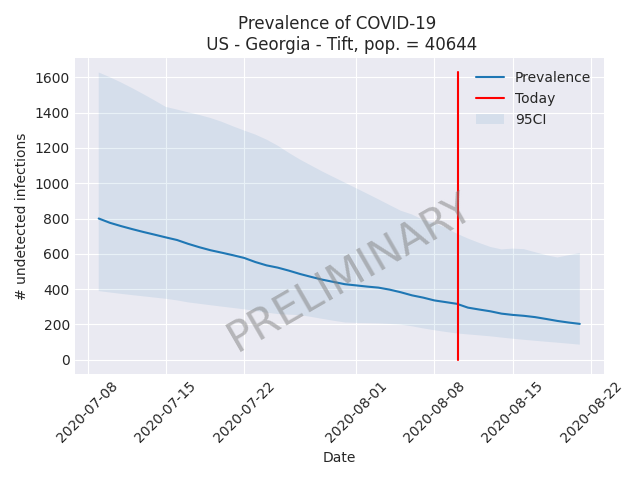 Prevalence of COVID-19
US - Georgia - Tift, pop. = 40644
1600
1400
1200
1000
800
600
400
200
0
# undetected infections
Prevalence
Today
95CI
PRELIMINARY
2020-07-08
2020-07-15
2020-07-22
2020-08-01
2020-08-08
2020-08-15
2020-08-22
Date